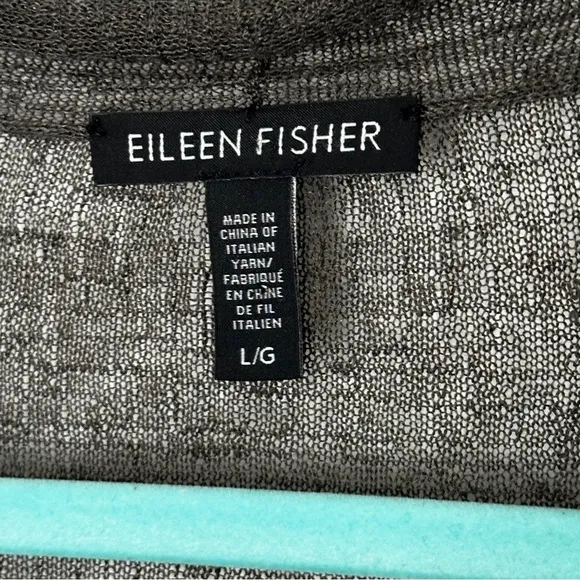 EILEEN FISHER
MADE IN
CHINA OF
ITALIAN
YARN/
FABRIQUÉ
EN CHINE
DE FIL
ITALIEN
L/G